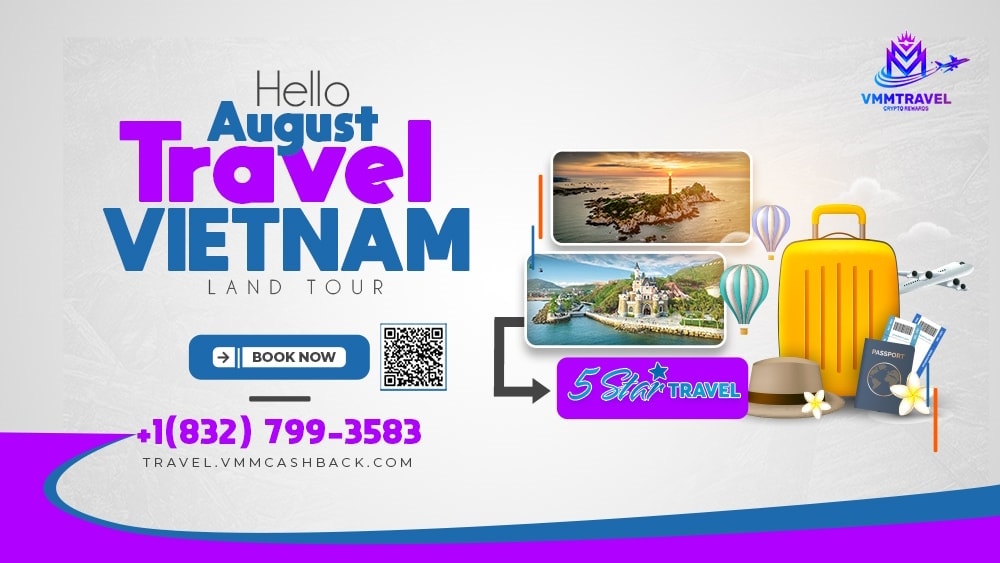 Hello
August
Travel
VIETNAM
LAND TOUR
BOOK NOW
+1(832) 799-3583
TRAVEL.VMMCASHBACK.COM
VMMTRAVEL
CRYPTO REWARDS
5 Star TRAVEL
PASSPORT